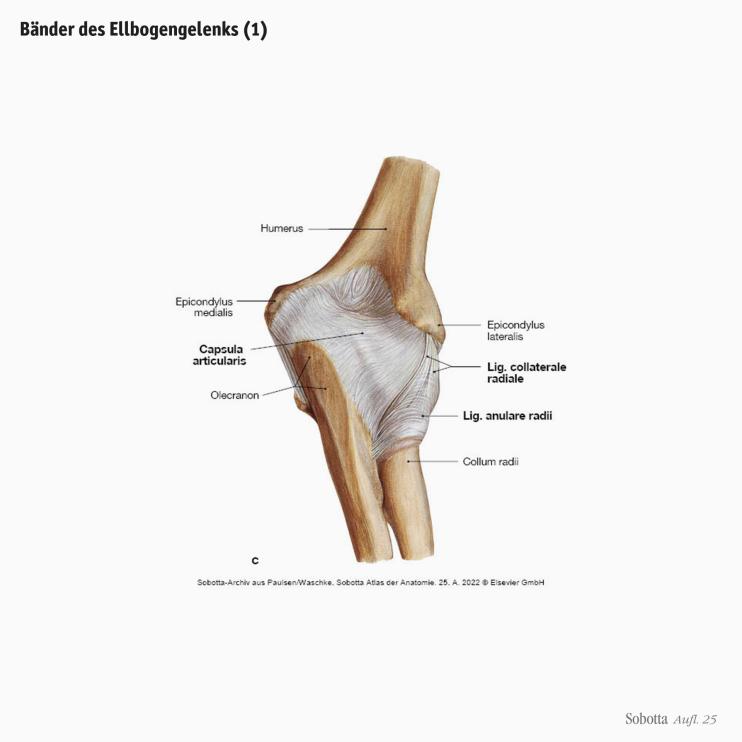 Bänder des Ellbogengelenks (1)
Humerus
Epicondylus
medialis
Capsula
articularis
Olecranon
Epicondylus
lateralis
Lig. collaterale
radiale
Lig. anulare radii
Collum radii
C
Sobotta-Archiv aus Paulsen/Waschke, Sobotta Atlas der Anatomie. 25. A. 2022 © Elsevier GmbH
Sobotta Aufl. 25